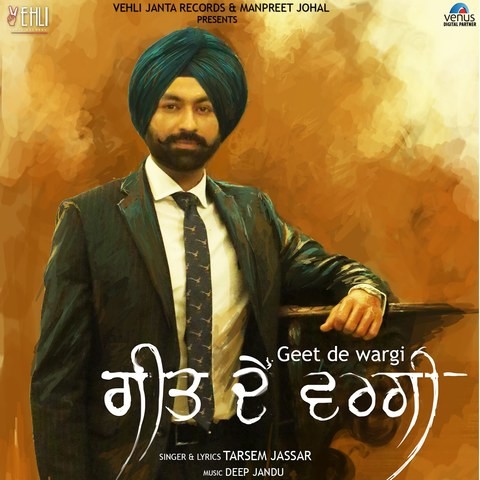 VEHLI
VEHLI JANTA RECORDS & MANPREET JOHAL
PRESENTS
venus
DIGITAL PARTNER
Geet de wargi
ਗੀਤ ਦੇ ਵਰਗੀ
SINGER & LYRICS TARSEM JASSAR
MUSIC DEEP JANDU